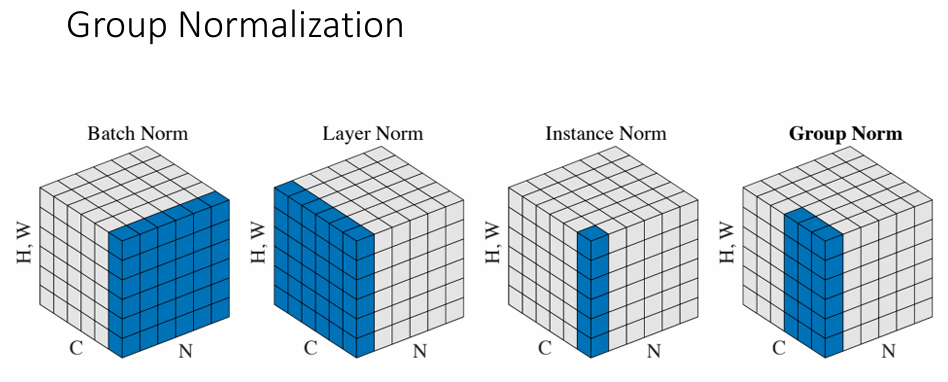 Group Normalization
Batch Norm
Layer Norm
Instance Norm
Group Norm
H, W
C
N
H, W
C
N
H, W
C
N
H, W
C
N